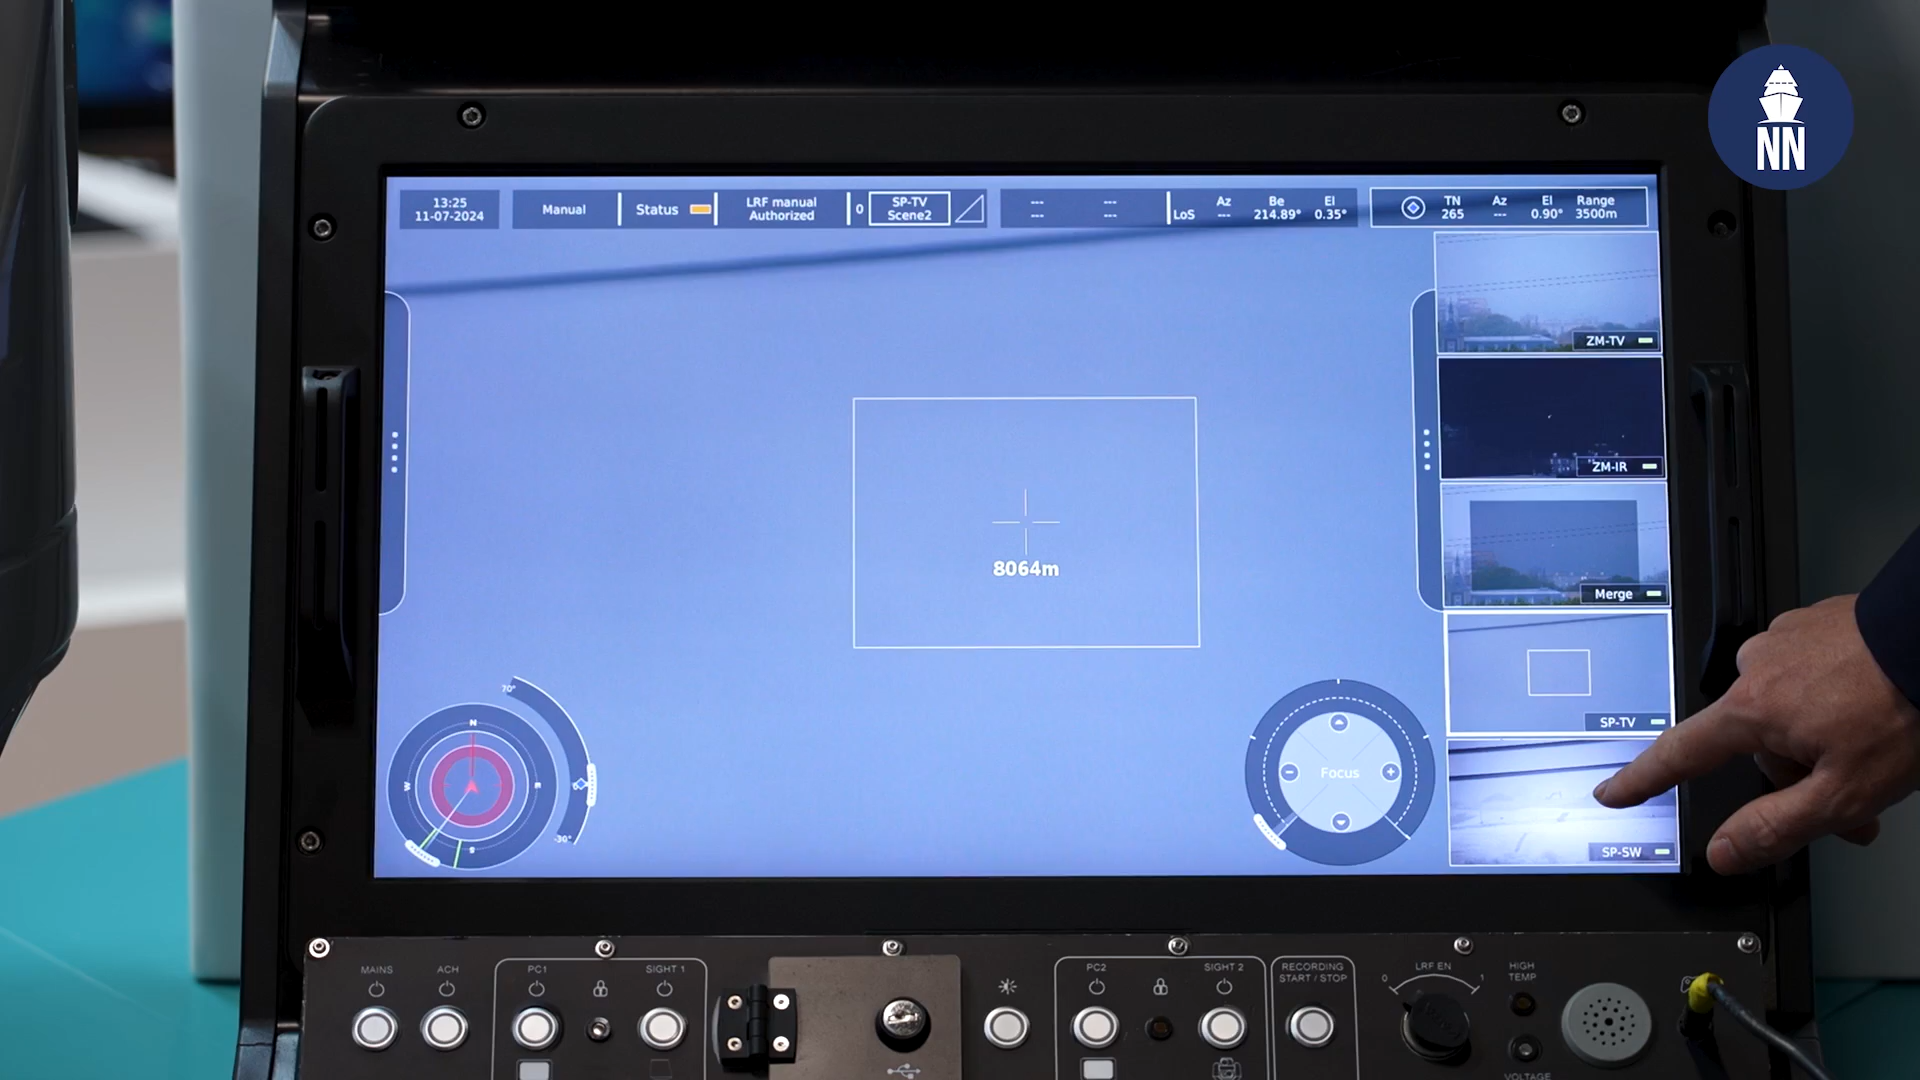 NN
13:25
11-07-2024
Manual
Status
LRF manual
Authorized
0
SP-TV
Scene2
--- ---
--- ---
LoS
Az
---
Be
214.89°
El
0.35°
TN
265
Az
---
El
0.90°
Range
3500m
ZM-TV
ZM-IR
Merge
SP-TV
SP-SW
8064m
70°
-30°
N
E
S
W
Focus
MAINS
ACH
PC1
SIGHT 1
PC2
SIGHT 2
RECORDING
START / STOP
LRF EN
0
1
HIGH
TEMP
VOLTAGE